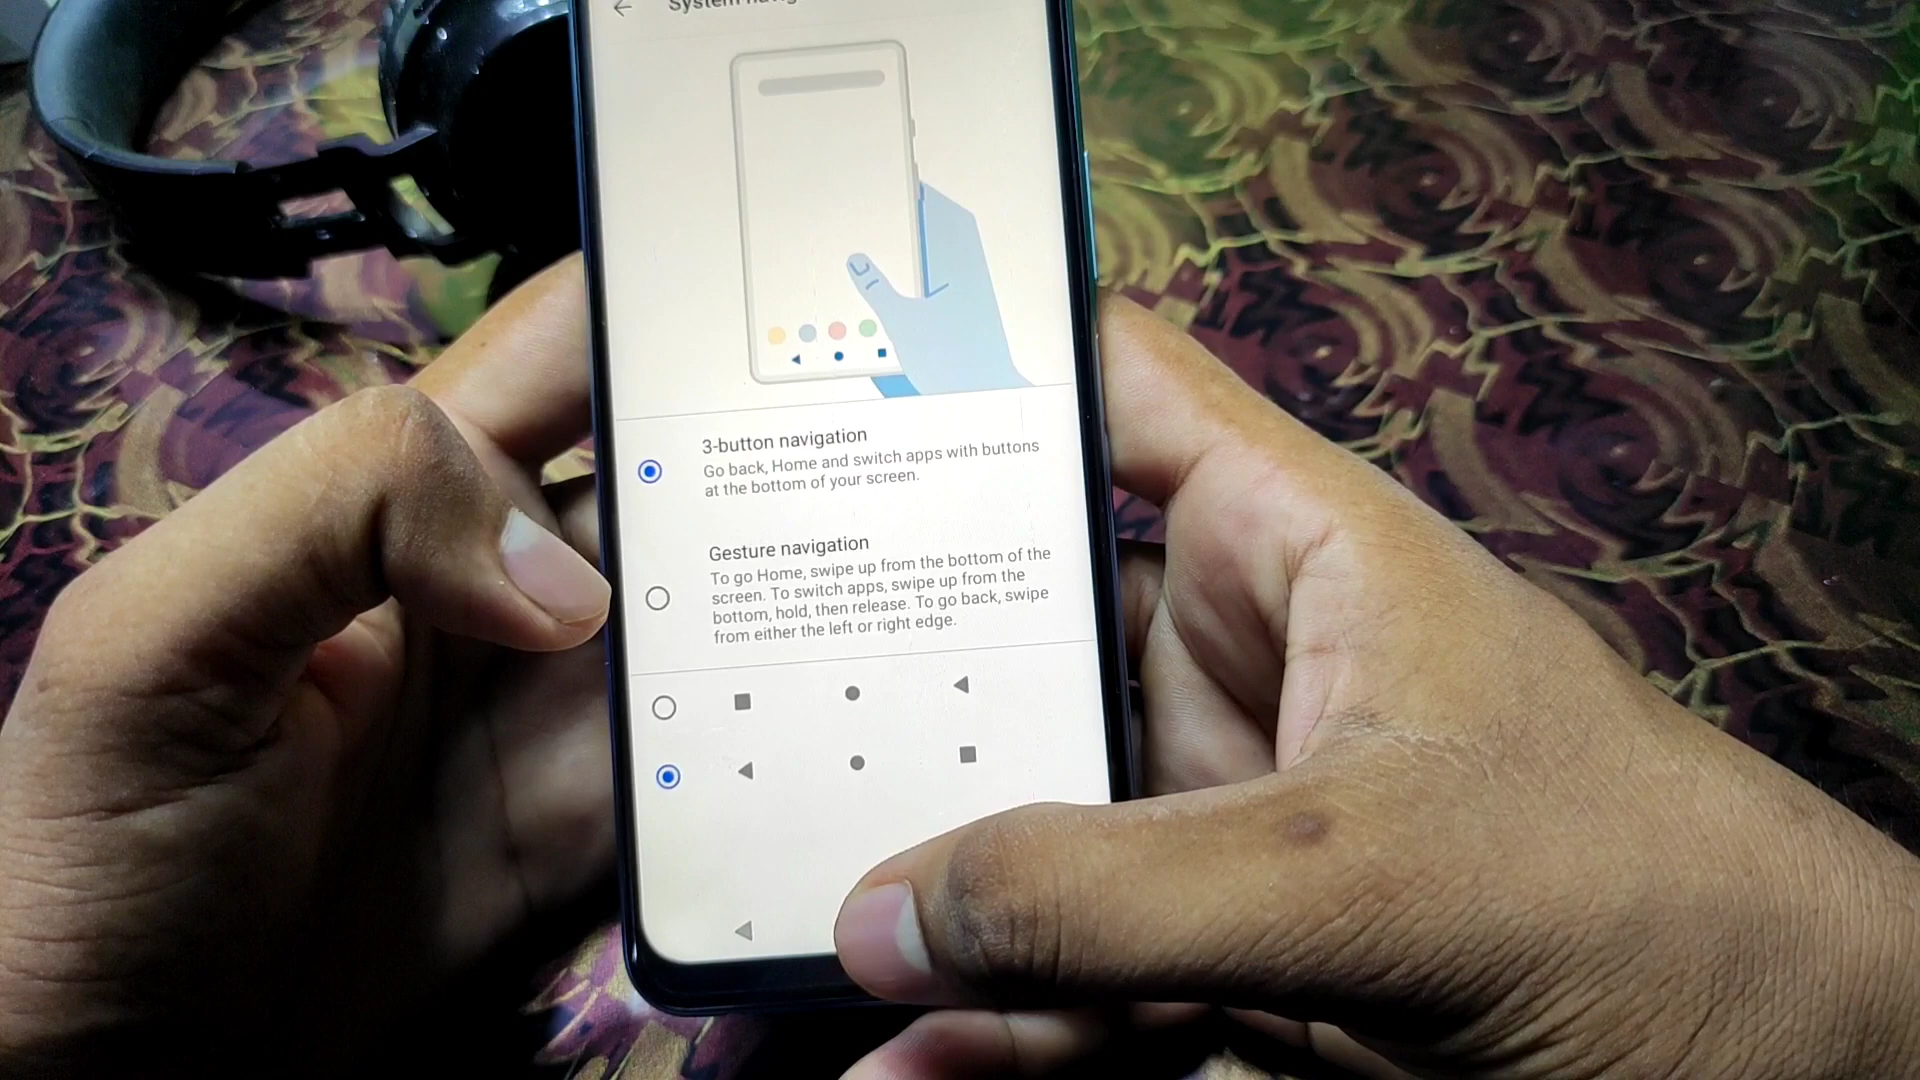 System
3-button navigation
Go back, Home and switch apps with buttons
at the bottom of your screen.
Gesture navigation
To go Home, swipe up from the bottom of the
screen. To switch apps, swipe up from the
bottom, hold, then release. To go back, swipe
from either the left or right edge.